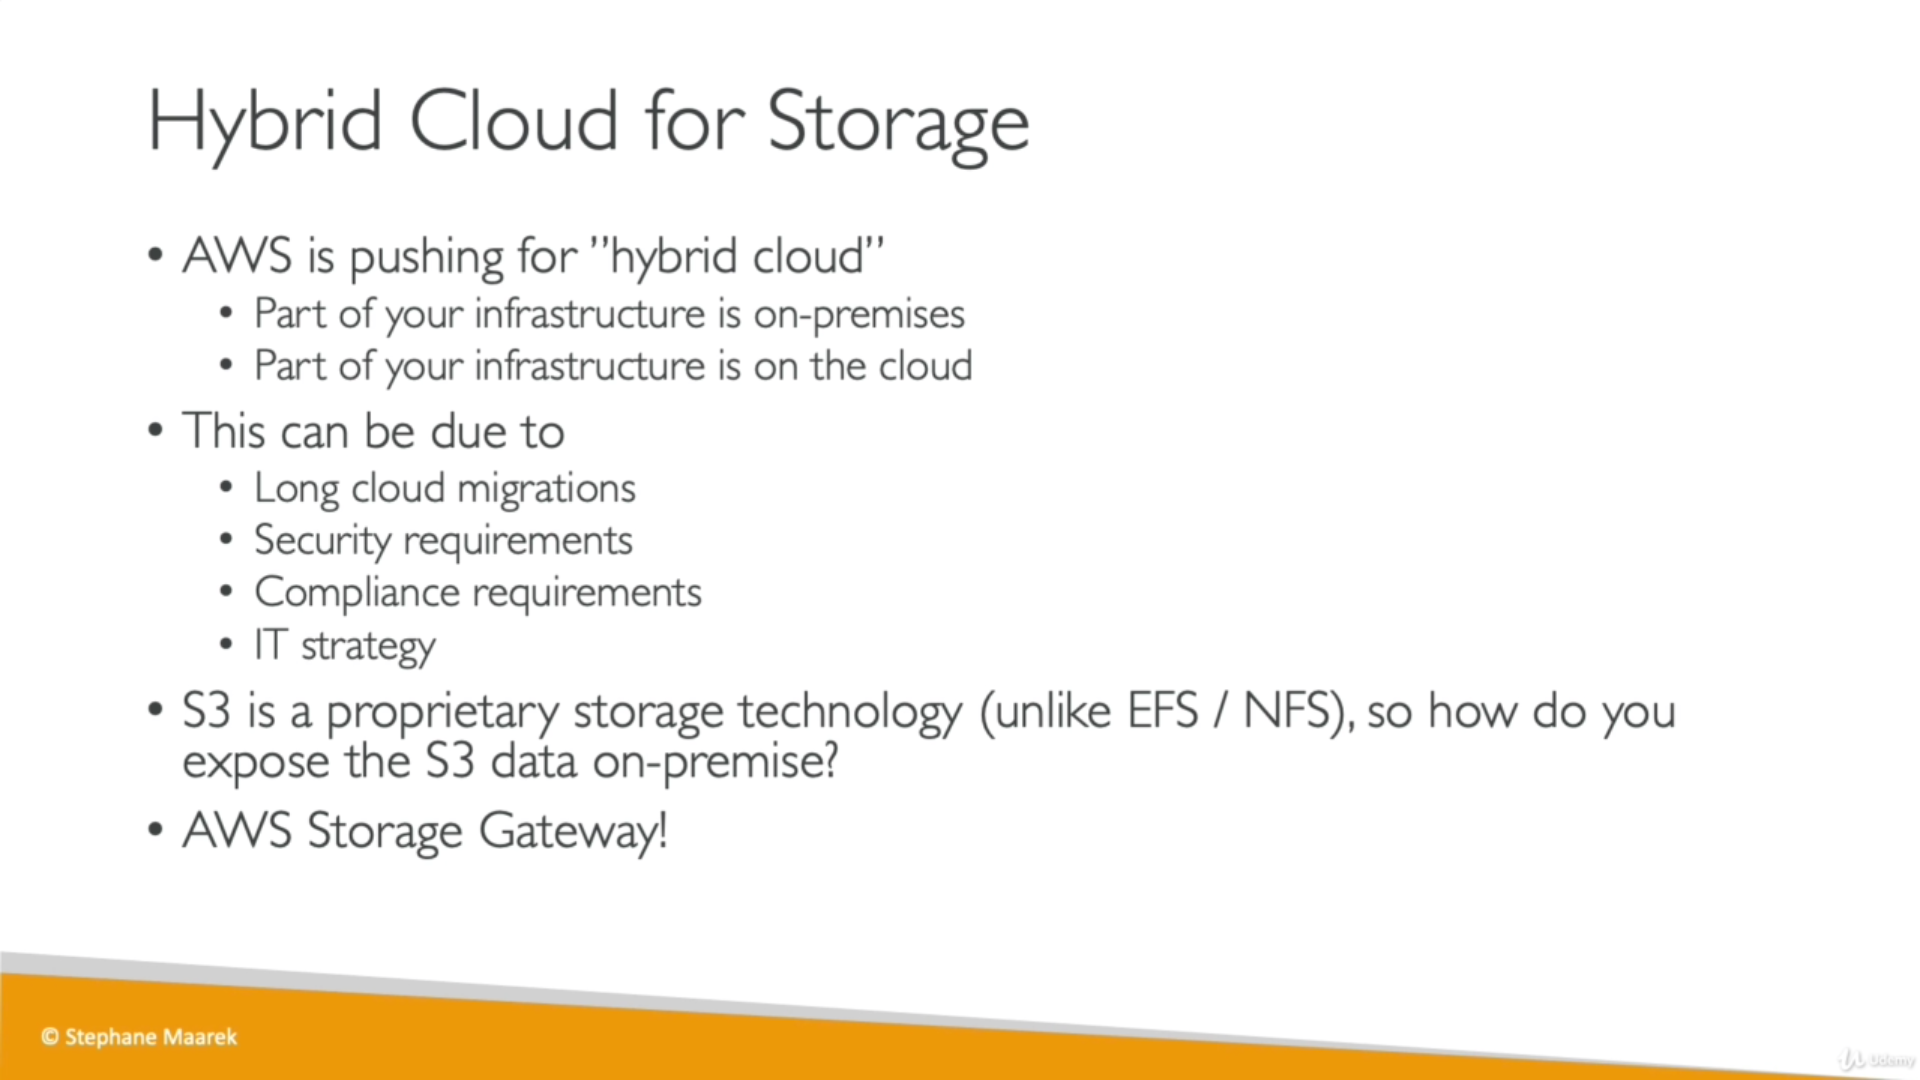 Hybrid Cloud for Storage
• AWS is pushing for ”hybrid cloud”
• Part of your infrastructure is on-premises
• Part of your infrastructure is on the cloud
• This can be due to
• Long cloud migrations
• Security requirements
• Compliance requirements
• IT strategy
• S3 is a proprietary storage technology (unlike EFS / NFS), so how do you
expose the S3 data on-premise?
• AWS Storage Gateway!
© Stephane Maarek
Udemy